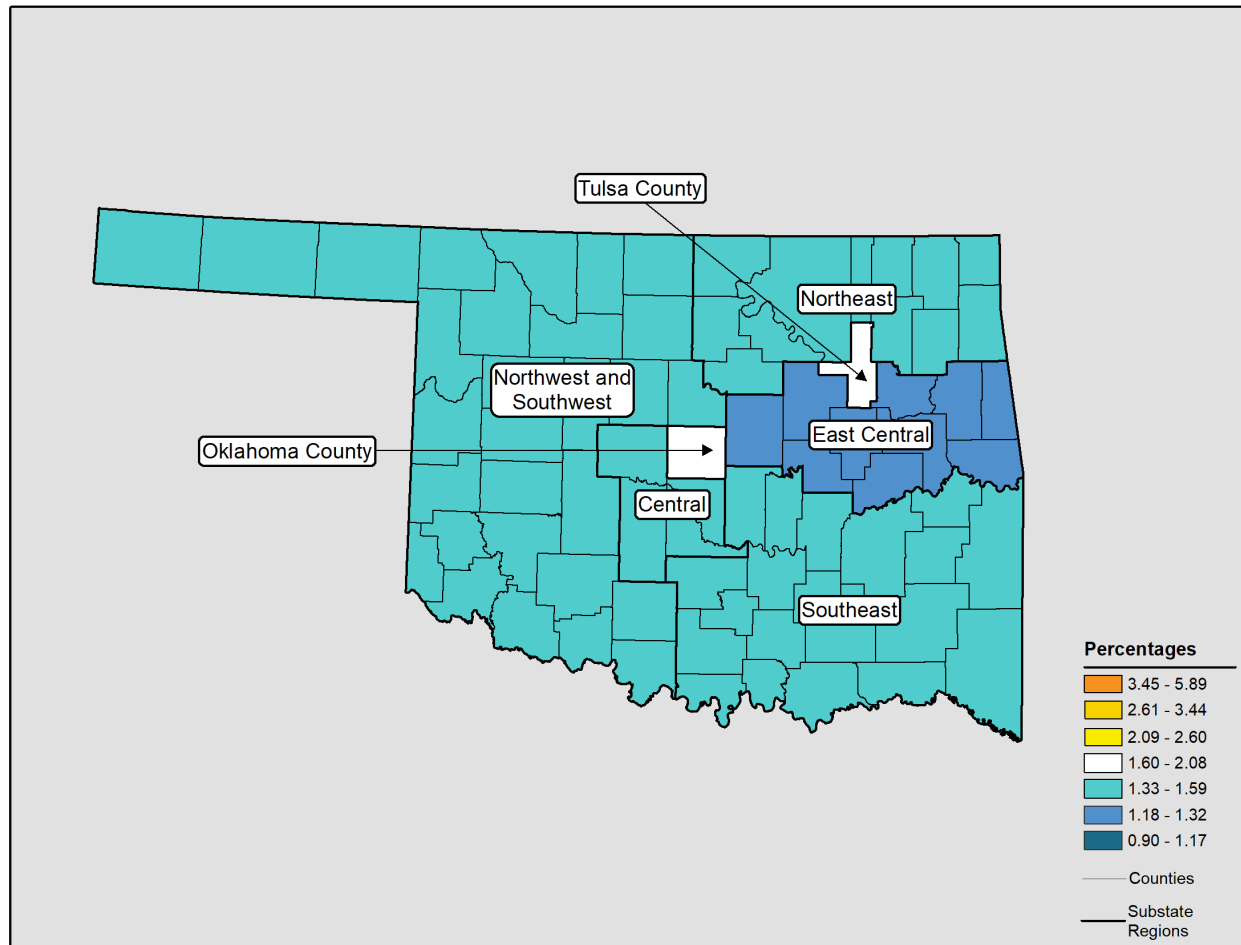 Tulsa County
Northeast
Northwest and
Southwest
East Central
Oklahoma County
Central
Southeast
Percentages
3.45 - 5.89
2.61 - 3.44
2.09 - 2.60
1.60 - 2.08
1.33 - 1.59
1.18 - 1.32
0.90 - 1.17
Counties
Substate
Regions